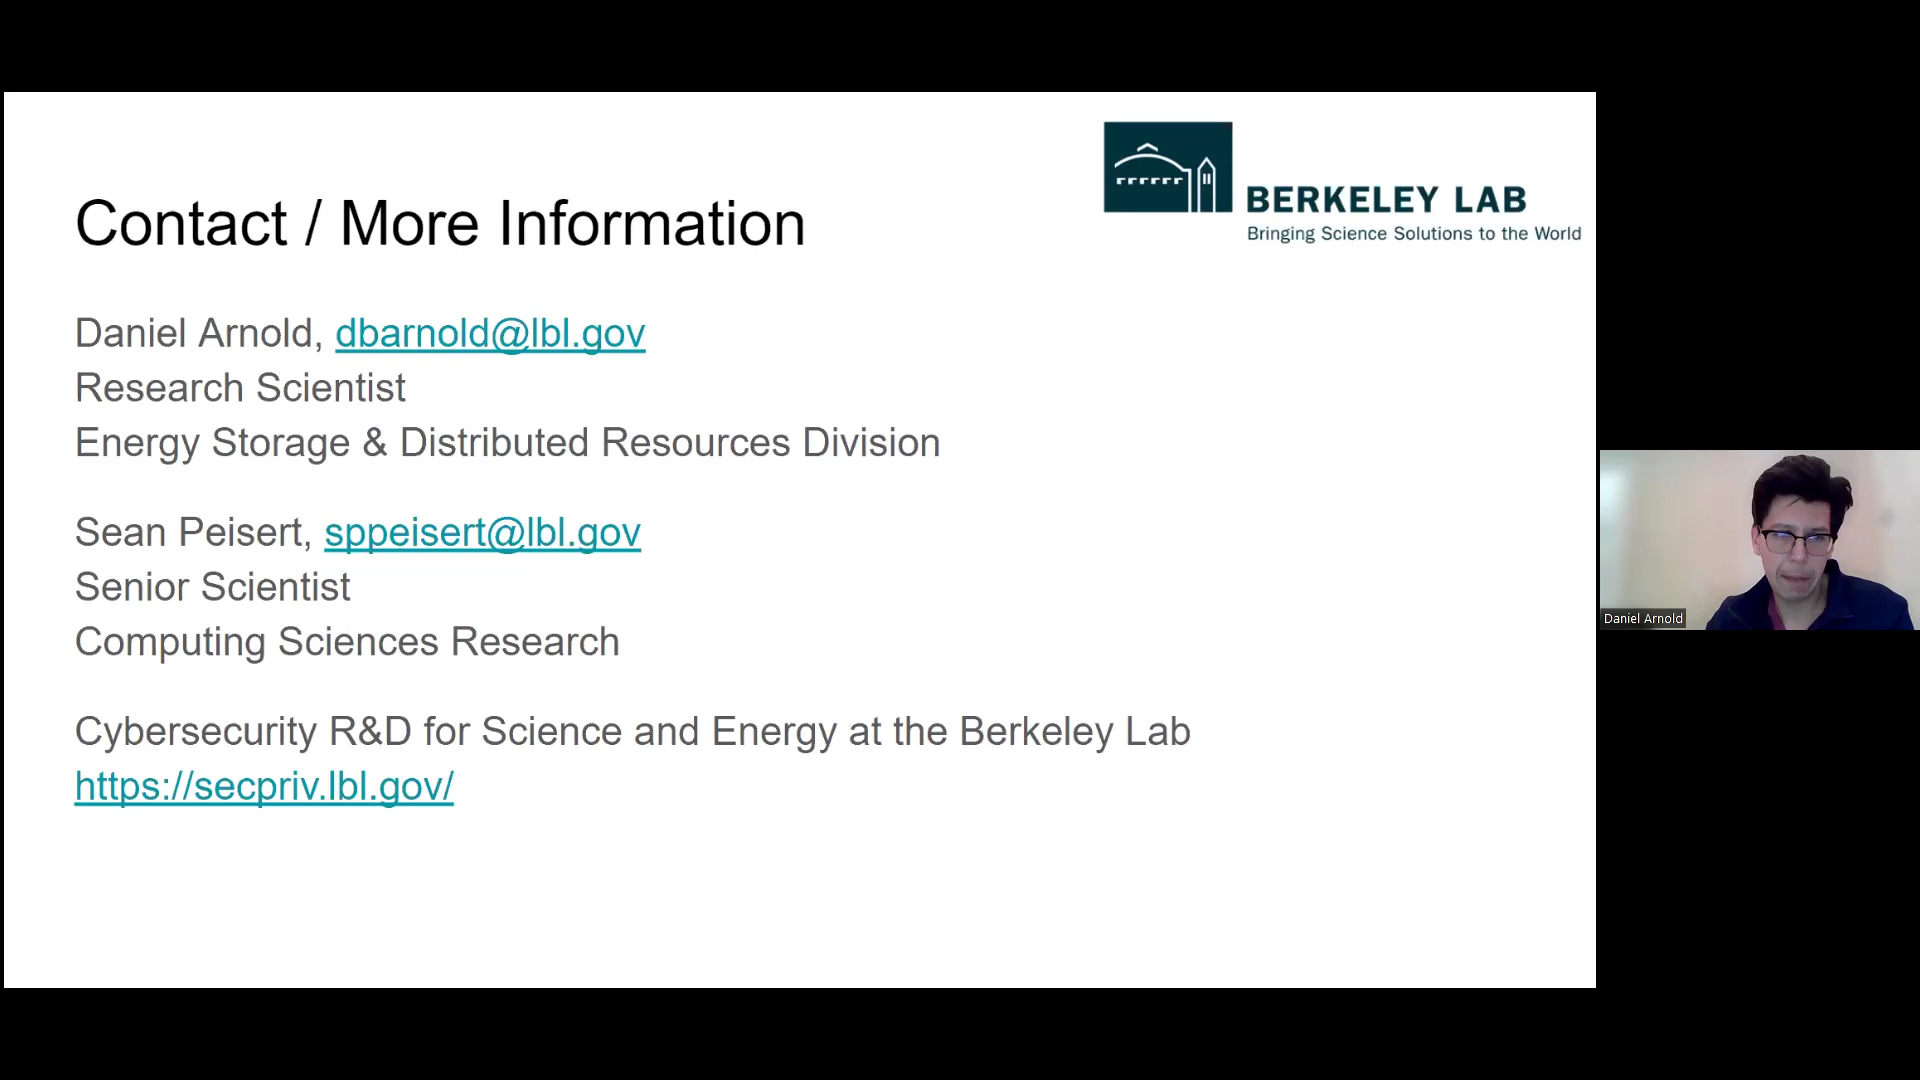 BERKELEY LAB
Bringing Science Solutions to the World
Contact / More Information
Daniel Arnold, dbarnold@lbl.gov
Research Scientist
Energy Storage & Distributed Resources Division
Sean Peisert, sppeisert@lbl.gov
Senior Scientist
Computing Sciences Research
Cybersecurity R&D for Science and Energy at the Berkeley Lab
https://secpriv.lbl.gov/
Daniel Arnold